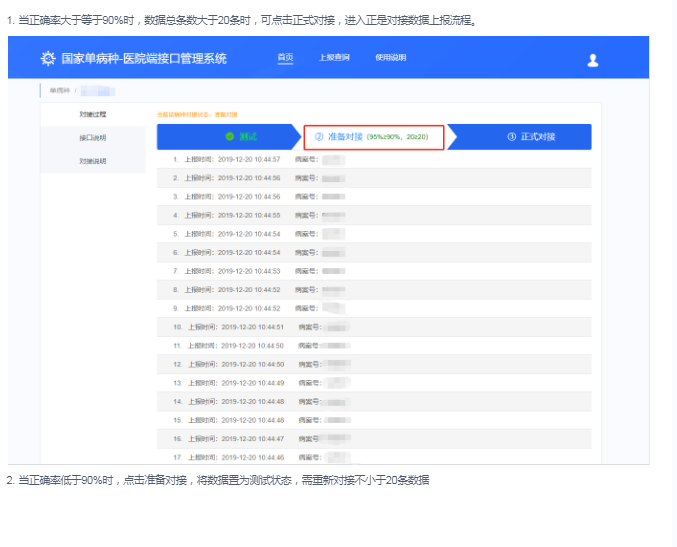 1. 当正确率大于等于90%时，数据总条数大于20条时，可点击正式对接，进入正是对接数据上报流程。
国家单病种-医院端接口管理系统 首页 上报查询 使用说明
单病种 /
对接过程
接口说明
对接说明
当前该病种对接状态：准备对接
测试 ② 准备对接 (95%≥90%，20≥20) ③ 正式对接
1. 上报时间：2019-12-20 10:44:57 病案号：
2. 上报时间：2019-12-20 10:44:56 病案号：
3. 上报时间：2019-12-20 10:44:56 病案号：
4. 上报时间：2019-12-20 10:44:55 病案号：
5. 上报时间：2019-12-20 10:44:54 病案号：
6. 上报时间：2019-12-20 10:44:54 病案号：
7. 上报时间：2019-12-20 10:44:53 病案号：
8. 上报时间：2019-12-20 10:44:52 病案号：
9. 上报时间：2019-12-20 10:44:52 病案号：
10. 上报时间：2019-12-20 10:44:51 病案号：
11. 上报时间：2019-12-20 10:44:50 病案号：
12. 上报时间：2019-12-20 10:44:50 病案号：
13. 上报时间：2019-12-20 10:44:49 病案号：
14. 上报时间：2019-12-20 10:44:48 病案号：
15. 上报时间：2019-12-20 10:44:48 病案号：
16. 上报时间：2019-12-20 10:44:47 病案号：
17. 上报时间：2019-12-20 10:44:46 病案号：
2. 当正确率低于90%时，点击准备对接，将数据置为测试状态，需重新对接不小于20条数据